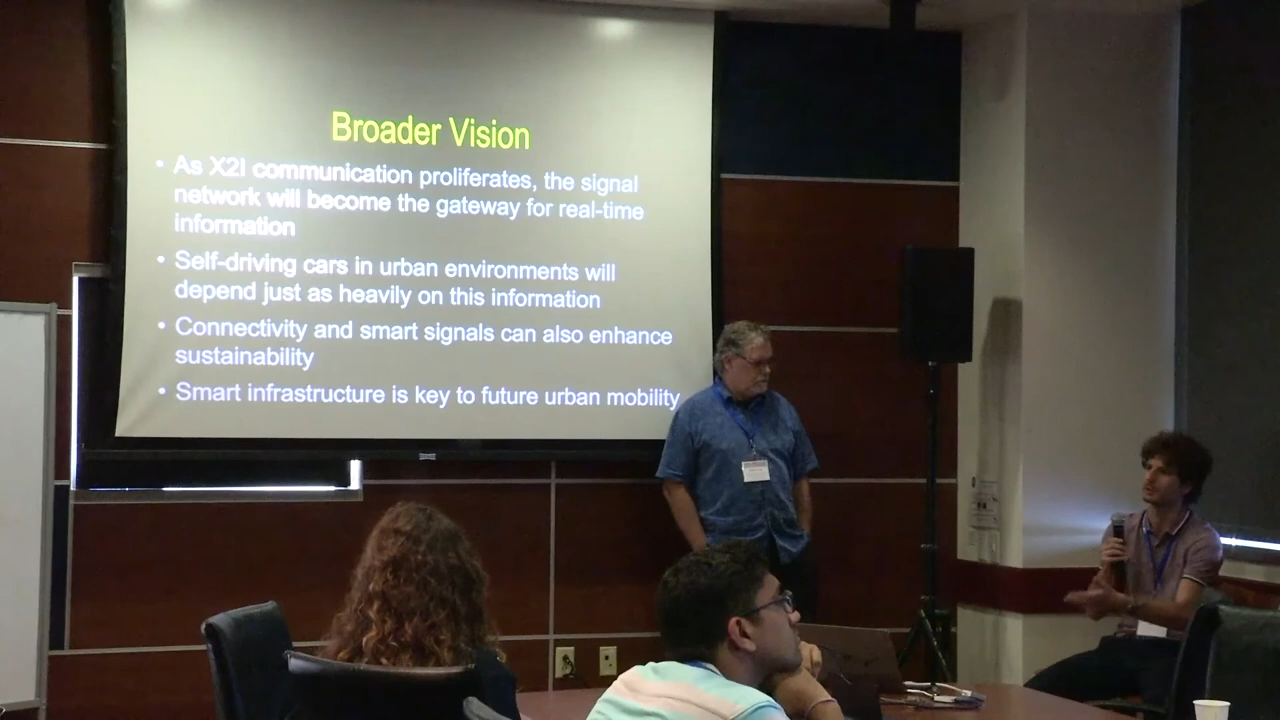 Broader Vision
• As X2I communication proliferates, the signal
network will become the gateway for real-time
information
• Self-driving cars in urban environments will
depend just as heavily on this information
• Connectivity and smart signals can also enhance
sustainability
• Smart infrastructure is key to future urban mobility